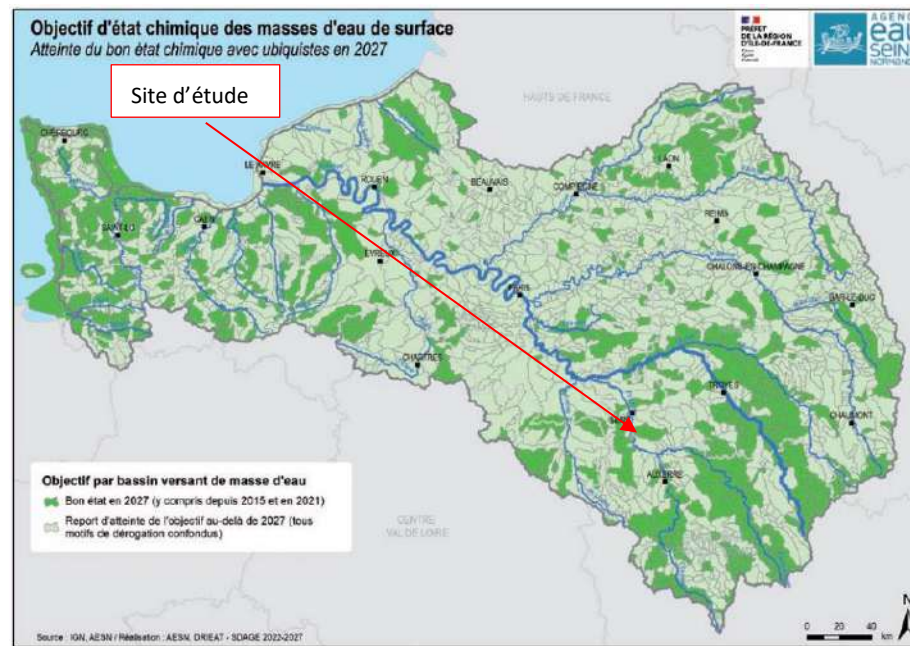 Objectif d'état chimique des masses d'eau de surface
Atteinte du bon état chimique avec ubiquistes en 2027
PRÉFET
DE LA RÉGION
D'ÎLE-DE-FRANCE
AGENCE
eau
SEINE
NORMANDIE
Site d'étude
HAUTS DE FRANCE
CHERBOURG
LE HAVRE
ROUEN
BEAUVAIS
COMPIEGNE
LAON
REIMS
SAINT-LO
CAEN
EVREUX
CHALONS-EN-CHAMPAGNE
PARIS
BAR-LE-DUC
CHARTRES
TROYES
CHAUMONT
SENS
AUXERRE
CENTRE
VAL DE LOIRE
Objectif par bassin versant de masse d'eau
Bon état en 2027 (y compris depuis 2015 et en 2021)
Report d'atteinte de l'objectif au-delà de 2027 (tous
motifs de dérogation confondus)
N
0 20 40
km
Source : IGN, AESN / Réalisation : AESN, DRIEAT - SDAGE 2022-2027